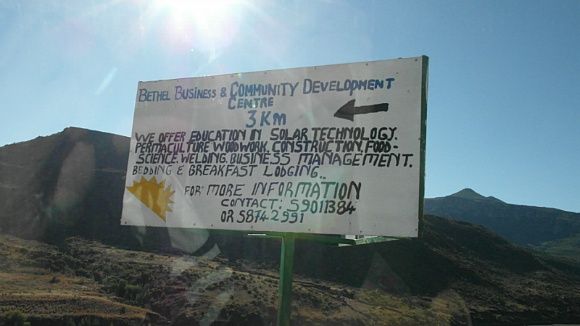 BETHEL BUSINESS & COMMUNITY DEVELOPMENT
CENTRE
3 KM
WE OFFER EDUCATION IN SOLAR TECHNOLOGY,
PERMACULTURE WOODWORK, CONSTRUCTION, FOOD-
SCIENCE, WELDING, BUSINESS MANAGEMENT,
BEDDING & BREAKFAST LODGING..
FOR MORE INFORMATION
CONTACT: 59011384
OR 58742991